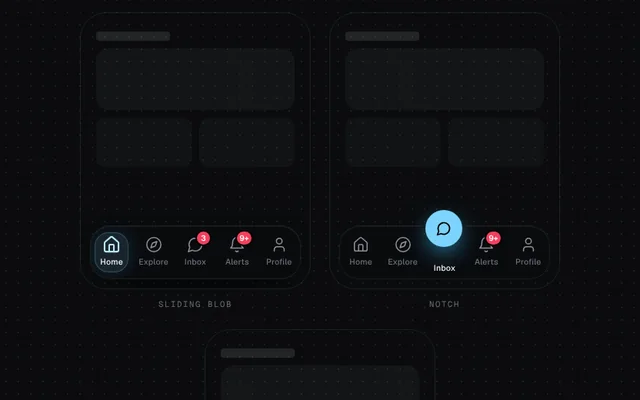 3
9+
Home
Explore
Inbox
Alerts
Profile
9+
Home
Explore
Inbox
Alerts
Profile
SLIDING BLOB
NOTCH